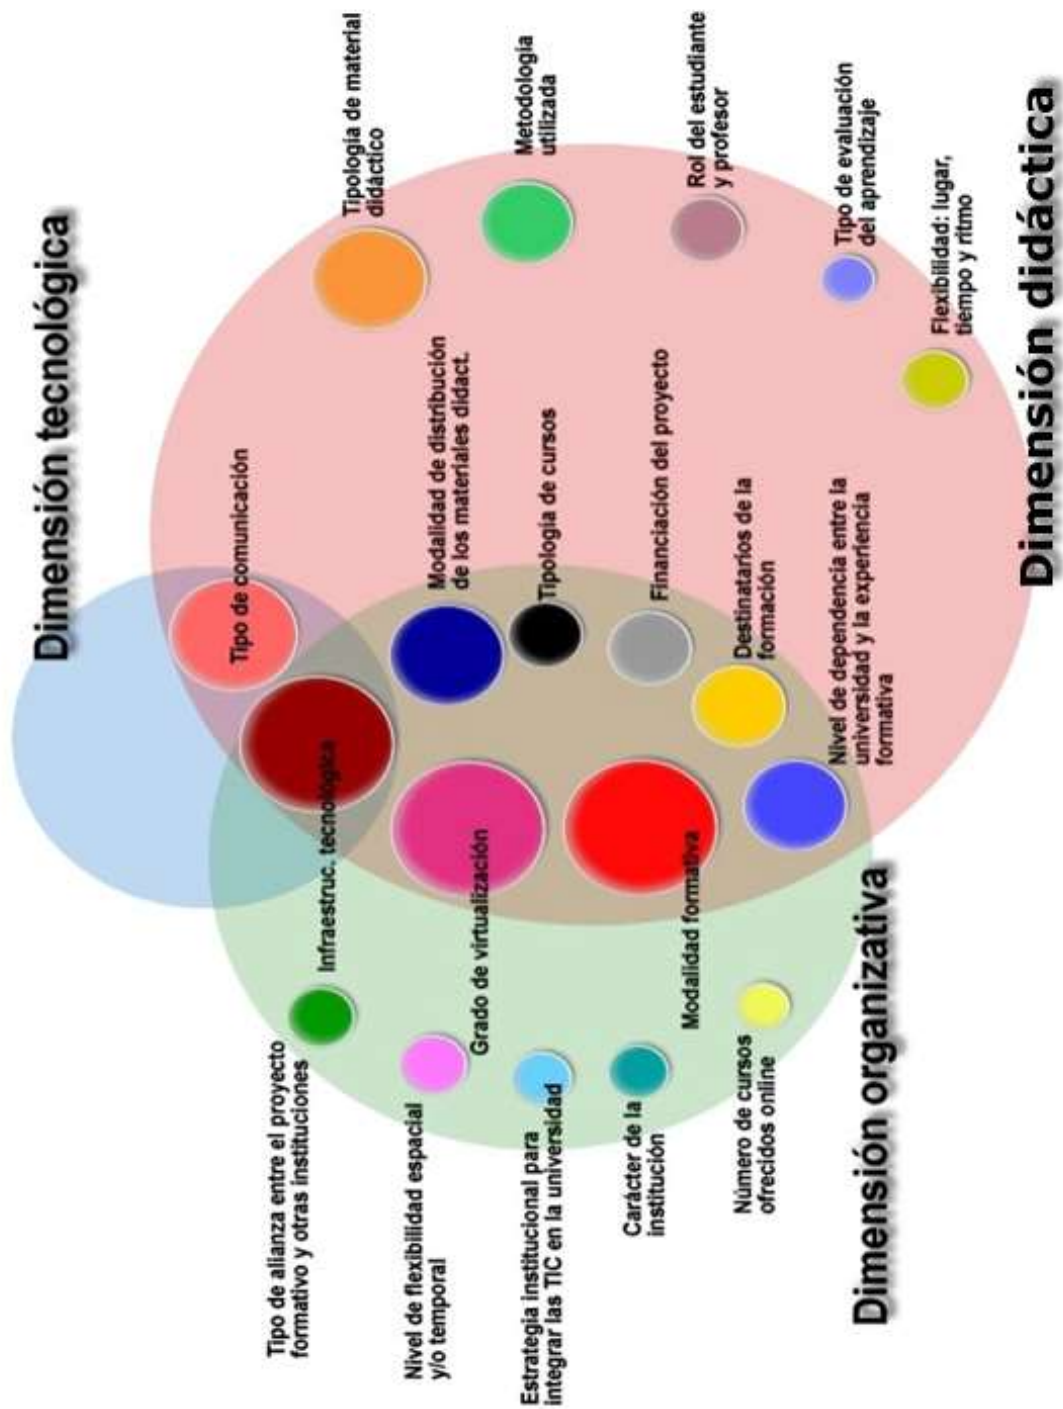 Dimensión tecnológica
Tipo de alianza entre el proyecto
formativo y otras instituciones
Infraestruc. tecnológica
Tipo de comunicación
Tipología de material
didáctico
Nivel de flexibilidad espacial
y/o temporal
Grado de virtualización
Modalidad de distribución
de los materiales didact.
Metodología
utilizada
Estrategia institucional para
integrar las TIC en la universidad
Tipología de cursos
Carácter de la
institución
Modalidad formativa
Financiación del proyecto
Rol del estudiante
y profesor
Número de cursos
ofrecidos online
Destinatarios de la
formación
Nivel de dependencia entre la
universidad y la experiencia
formativa
Tipo de evaluación
del aprendizaje
Flexibilidad: lugar,
tiempo y ritmo
Dimensión organizativa
Dimensión didáctica